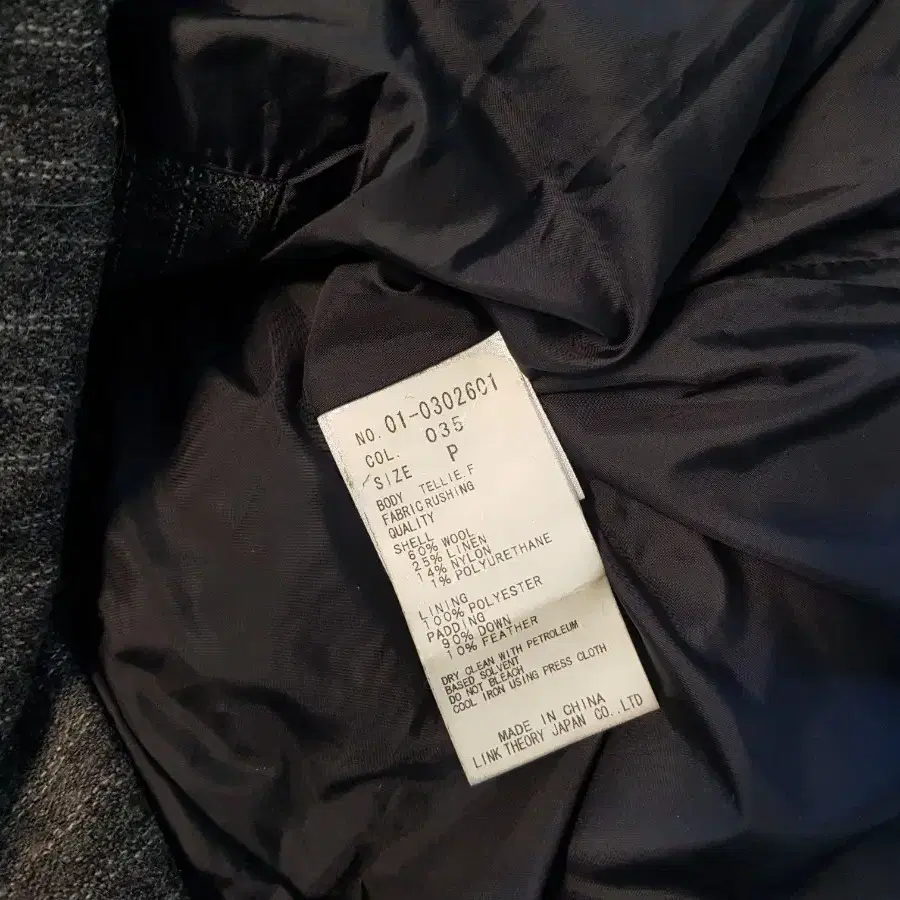 NO. 01-0302601
COL. 035
SIZE P
BODY TELLIE.F
FABRIC RUSHING
QUALITY
SHELL
60% WOOL
25% LINEN
14% NYLON
1% POLYURETHANE
LINING
100% POLYESTER
PADDING
90% DOWN
10% FEATHER
DRY CLEAN WITH PETROLEUM
BASED SOLVENT
DO NOT BLEACH
COOL IRON USING PRESS CLOTH
MADE IN CHINA
LINK THEORY JAPAN CO.,LTD